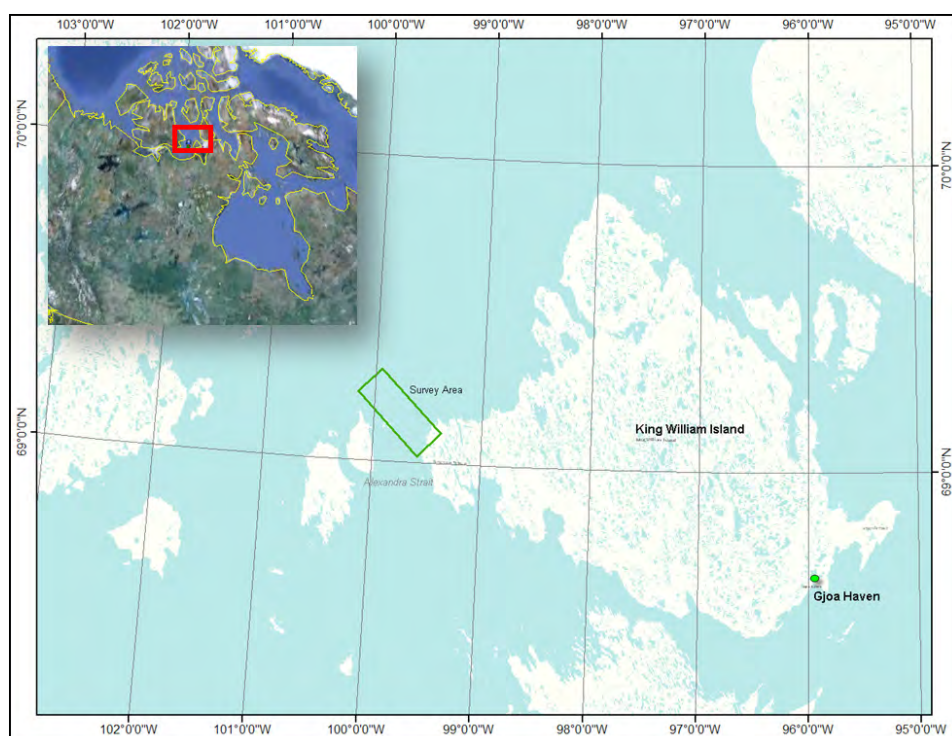 103°0'0"W 102°0'0"W 101°0'0"W 100°0'0"W 99°0'0"W 98°0'0"W 97°0'0"W 96°0'0"W 95°0'0"W
70°0'0"N
70°0'0"N
Survey Area
King William Island
69°0'0"N
69°0'0"N
Alexandra Strait
Gjoa Haven
102°0'0"W 101°0'0"W 100°0'0"W 99°0'0"W 98°0'0"W 97°0'0"W 96°0'0"W 95°0'0"W